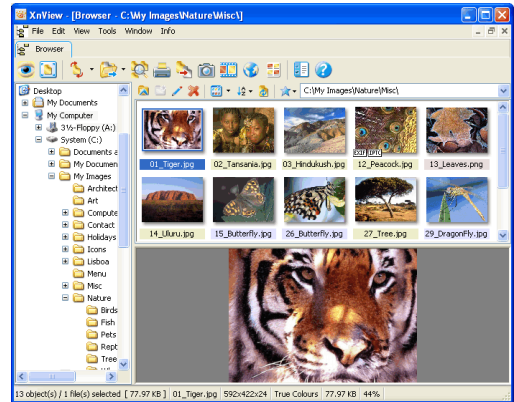 XnView - [Browser - C:\My Images\Nature\Misc\]
File Edit View Tools Window Info
Browser
Desktop
My Documents
My Computer
3½-Floppy (A:)
System (C:)
Documents a
My Documen
My Images
Architect
Art
Compute
Contact
Holidays
Icons
Lisboa
Menu
Misc
Nature
Birds
Fish
Pets
Rept
Tree
C:\My Images\Nature\Misc\
01_Tiger.jpg 02_Tansania.jpg 03_Hindukush.jpg 12_Peacock.jpg 13_Leaves.png
14_Uluru.jpg 15_Butterfly.jpg 26_Butterfly.jpg 27_Tree.jpg 29_DragonFly.jpg
13 object(s) / 1 file(s) selected [ 77.97 KB ] 01_Tiger.jpg 592x422x24 True Colours 77.97 KB 44%